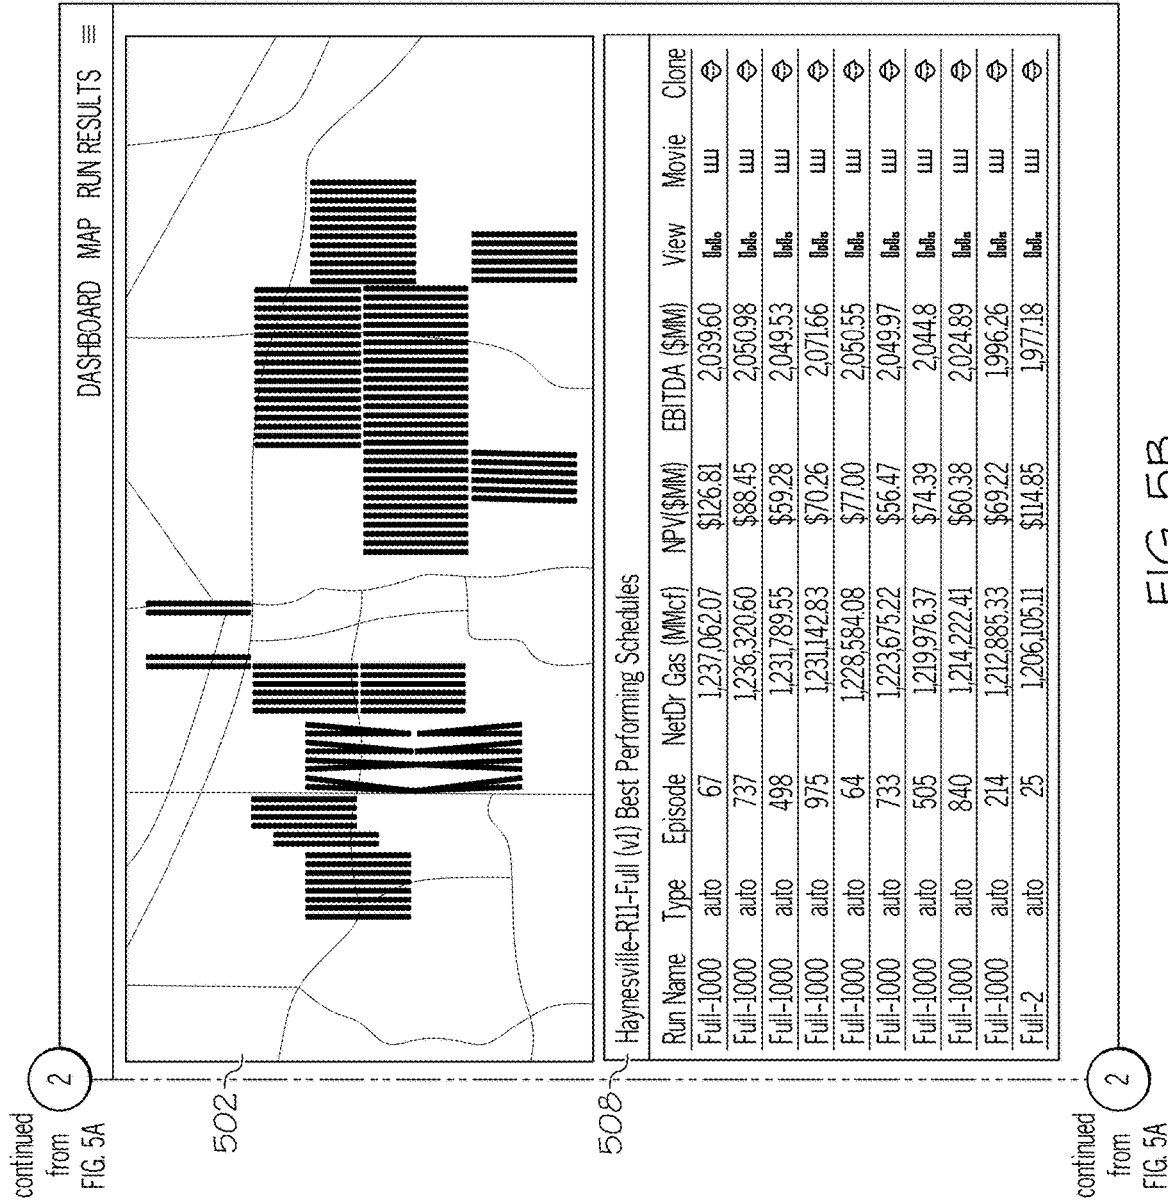 continued
from
FIG. 5A
2
DASHBOARD MAP RUN RESULTS
502
508
Haynesville-R11-Full (v1) Best Performing Schedules
Run Name Type Episode NetDr Gas (MMcf) NPV($MM) EBITDA ($MM) View Movie Clone
Full-1000 auto 67 1,237,062.07 $126.81 2,039.60
Full-1000 auto 737 1,236,320.60 $88.45 2,050.98
Full-1000 auto 498 1,231,789.55 $59.28 2,049.53
Full-1000 auto 975 1,231,142.83 $70.26 2,071.66
Full-1000 auto 64 1,228,584.08 $77.00 2,050.55
Full-1000 auto 733 1,223,675.22 $56.47 2,049.97
Full-1000 auto 505 1,219,976.37 $74.39 2,044.8
Full-1000 auto 840 1,214,222.41 $60.38 2,024.89
Full-1000 auto 214 1,212,885.33 $69.22 1,996.26
Full-2 auto 25 1,206,105.11 $114.85 1,977.18
continued
from
FIG. 5A
2
FIG. 5B